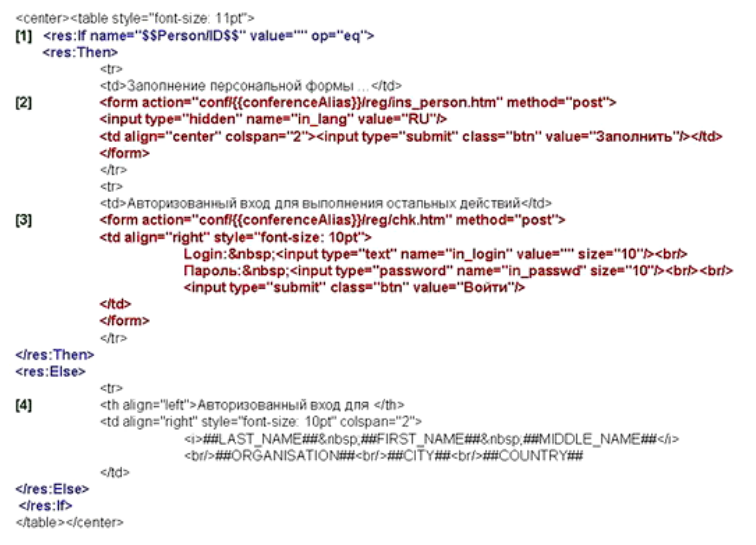 <center><table style="font-size: 11pt">
[1] <res:If name="$$Person/ID$$" value="" op="eq">
<res:Then>
<tr>
<td>Заполнение персональной формы ...</td>
[2] <form action="conf/{{conferenceAlias}}/reg/ins_person.htm" method="post">
<input type="hidden" name="in_lang" value="RU"/>
<td align="center" colspan="2"><input type="submit" class="btn" value="Заполнить"/></td>
</form>
</tr>
<tr>
<td>Авторизованный вход для выполнения остальных действий</td>
[3] <form action="conf/{{conferenceAlias}}/reg/chk.htm" method="post">
<td align="right" style="font-size: 10pt">
Login:&nbsp;<input type="text" name="in_login" value="" size="10"/><br/>
Пароль:&nbsp;<input type="password" name="in_passwd" size="10"/><br/><br/>
<input type="submit" class="btn" value="Войти"/>
</td>
</form>
</tr>
</res:Then>
<res:Else>
<tr>
[4] <th align="left">Авторизованный вход для </th>
<td align="right" style="font-size: 10pt" colspan="2">
<i>##LAST_NAME##&nbsp;##FIRST_NAME##&nbsp;##MIDDLE_NAME##</i>
<br/>##ORGANISATION##<br/>##CITY##<br/>##COUNTRY##
</td>
</res:Else>
</res:If>
</table></center>